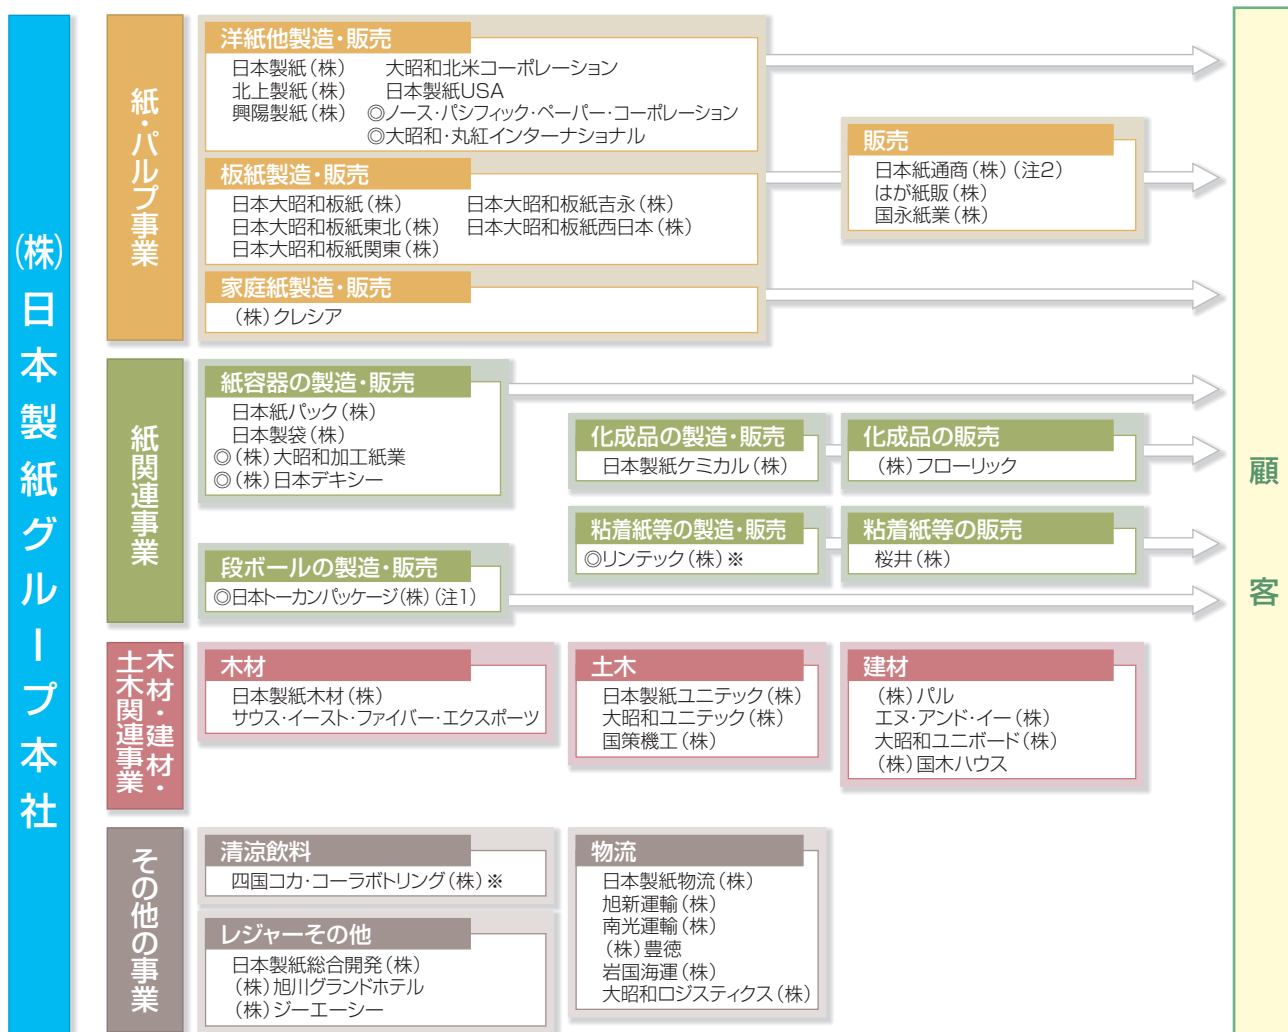 (株)日本製紙グループ本社
紙・パルプ事業
洋紙他製造・販売
日本製紙(株) 大昭和北米コーポレーション
北上製紙(株) 日本製紙USA
興陽製紙(株) ◎ノース・パシフィック・ペーパー・コーポレーション
◎大昭和・丸紅インターナショナル
板紙製造・販売
日本大昭和板紙(株) 日本大昭和板紙吉永(株)
日本大昭和板紙東北(株) 日本大昭和板紙西日本(株)
日本大昭和板紙関東(株)
家庭紙製造・販売
(株)クレシア
販売
日本紙通商(株)(注2)
はが紙販(株)
国永紙業(株)
紙関連事業
紙容器の製造・販売
日本紙パック(株)
日本製袋(株)
◎(株)大昭和加工紙業
◎(株)日本デキシー
化成品の製造・販売
日本製紙ケミカル(株)
化成品の販売
(株)フローリック
粘着紙等の製造・販売
◎リンテック(株)※
粘着紙等の販売
桜井(株)
段ボールの製造・販売
◎日本トーカンパッケージ(株)(注1)
木材・建材・
土木関連事業
木材
日本製紙木材(株)
サウス・イースト・ファイバー・エクスポーツ
土木
日本製紙ユニテック(株)
大昭和ユニテック(株)
国策機工(株)
建材
(株)パル
エヌ・アンド・イー(株)
大昭和ユニボード(株)
(株)国木ハウス
その他の事業
清涼飲料
四国コカ・コーラボトリング(株)※
レジャーその他
日本製紙総合開発(株)
(株)旭川グランドホテル
(株)ジーエーシー
物流
日本製紙物流(株)
旭新運輸(株)
南光運輸(株)
(株)豊徳
岩国海運(株)
大昭和ロジスティクス(株)
顧客